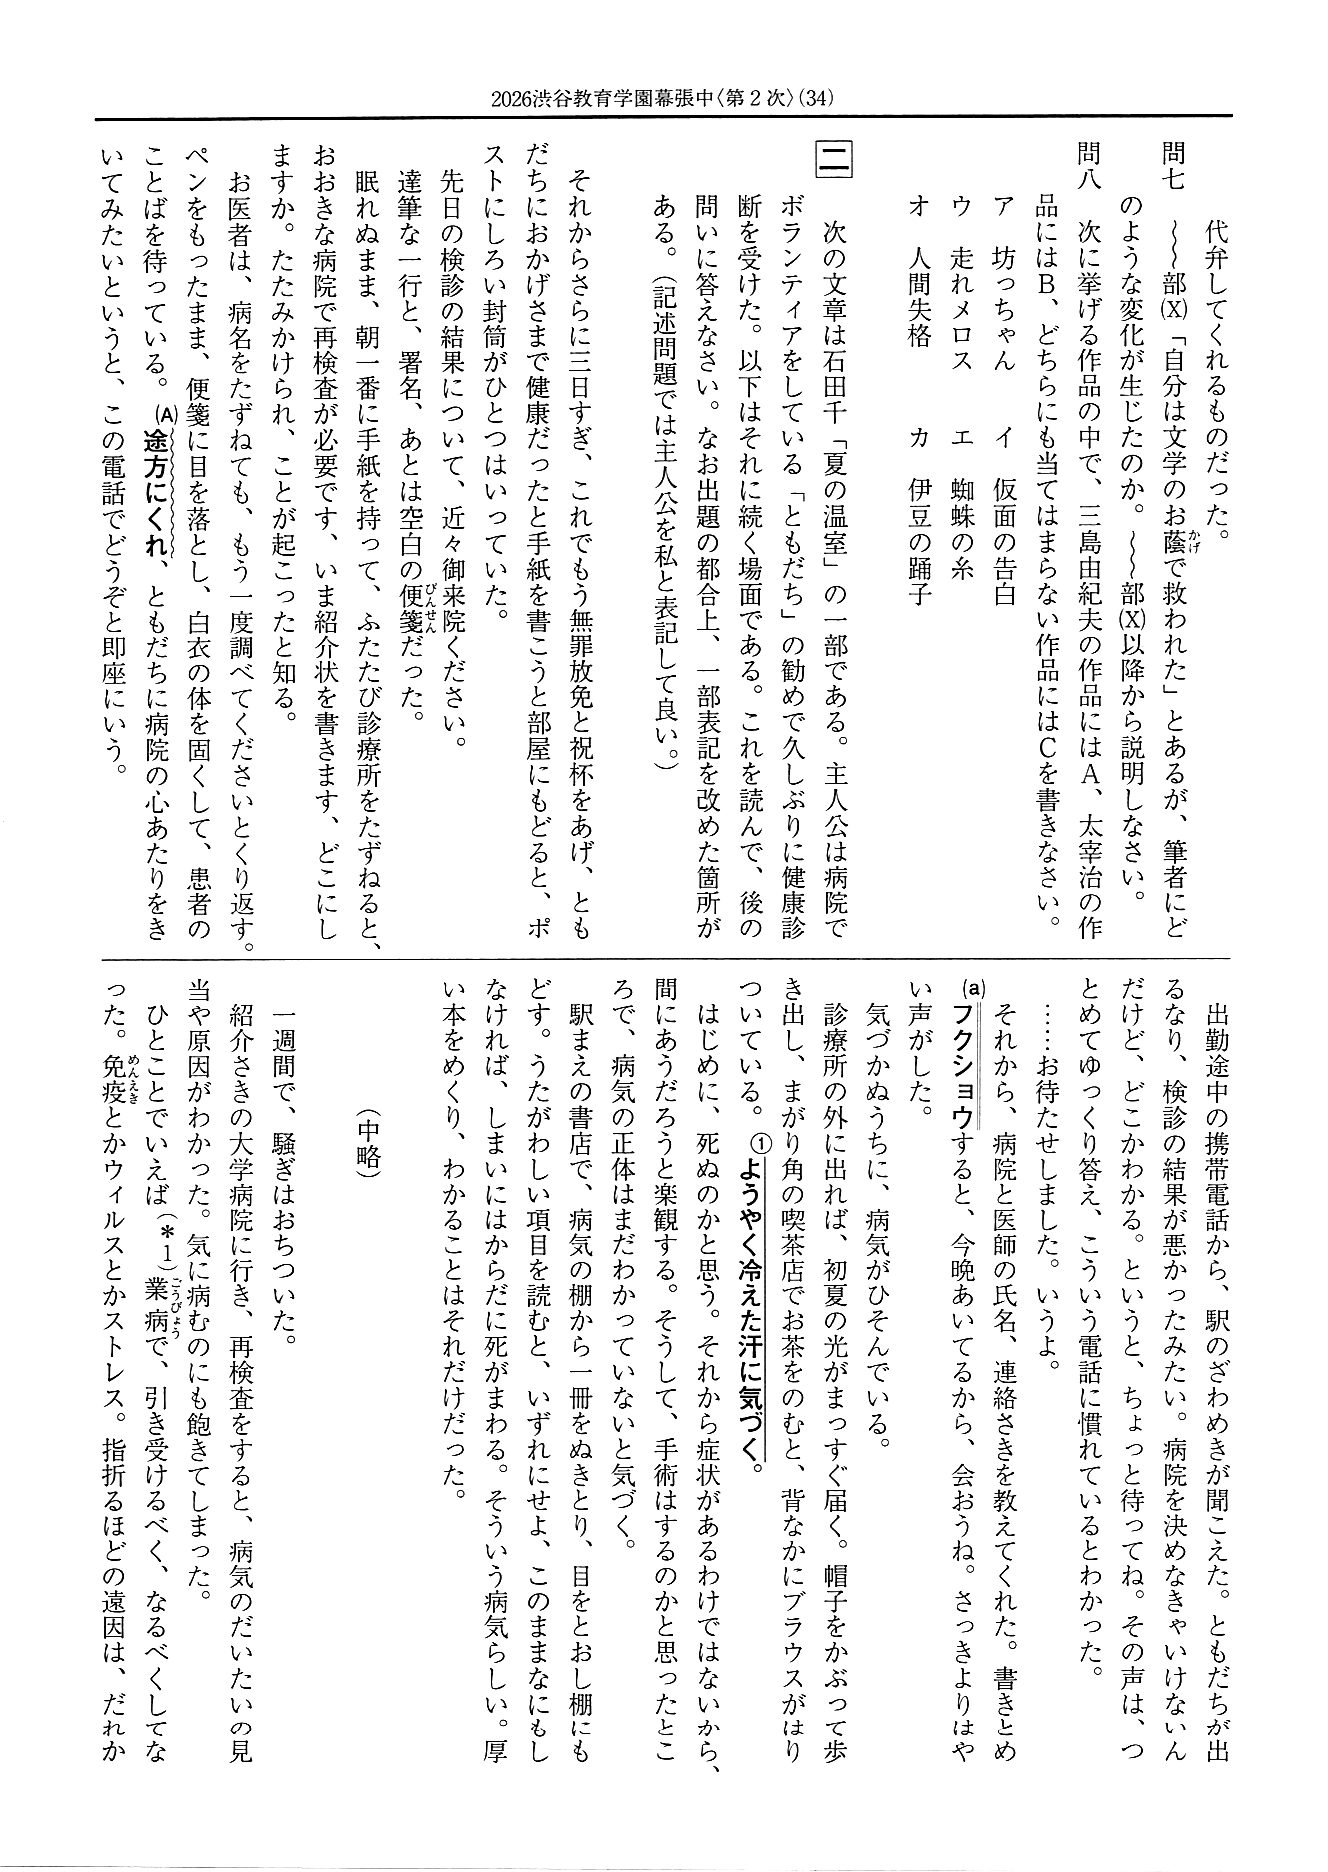 2026渋谷教育学園幕張中〈第2次〉(34)
代弁してくれるものだった。
問七　〜〜部(X)「自分は文学のお蔭で救われた」とあるが、筆者にど
のような変化が生じたのか。〜〜部(X)以降から説明しなさい。
問八　次に挙げる作品の中で、三島由紀夫の作品にはA、太宰治の作
品にはB、どちらにも当てはまらない作品にはCを書きなさい。
ア　坊っちゃん　　イ　仮面の告白
ウ　走れメロス　　エ　蜘蛛の糸
オ　人間失格　　　カ　伊豆の踊子
二　次の文章は石田千「夏の温室」の一部である。主人公は病院で
ボランティアをしている「ともだち」の勧めで久しぶりに健康診
断を受けた。以下はそれに続く場面である。これを読んで、後の
問いに答えなさい。なお出題の都合上、一部表記を改めた箇所が
ある。（記述問題では主人公を私と表記して良い。）
それからさらに三日すぎ、これでもう無罪放免と祝杯をあげ、とも
だちにおかげさまで健康だったと手紙を書こうと部屋にもどると、ポ
ストにしろい封筒がひとつはいっていた。
先日の検診の結果について、近々御来院ください。
達筆な一行と、署名、あとは空白の便箋だった。
眠れぬまま、朝一番に手紙を持って、ふたたび診療所をたずねると、
おおきな病院で再検査が必要です、いま紹介状を書きます、どこにし
ますか。たたみかけられ、ことが起こったと知る。
お医者は、病名をたずねても、もう一度調べてくださいとくり返す。
ペンをもったまま、便箋に目を落とし、白衣の体を固くして、患者の
ことばを待っている。(A)途方にくれ、ともだちに病院の心あたりをき
いてみたいというと、この電話でどうぞと即座にいう。
出勤途中の携帯電話から、駅のざわめきが聞こえた。ともだちが出
るなり、検診の結果が悪かったみたい。病院を決めなきゃいけないん
だけど、どこかわかる。というと、ちょっと待ってね。その声は、つ
とめてゆっくり答え、こういう電話に慣れているとわかった。
……お待たせしました。いうよ。
それから、病院と医師の氏名、連絡さきを教えてくれた。書きとめ
(a)フクショウすると、今晩あいてるから、会おうね。さっきよりはや
い声がした。
気づかぬうちに、病気がひそんでいる。
診療所の外に出れば、初夏の光がまっすぐ届く。帽子をかぶって歩
き出し、まがり角の喫茶店でお茶をのむと、背なかにブラウスがはり
ついている。①ようやく冷えた汗に気づく。
はじめに、死ぬのかと思う。それから症状があるわけではないから、
間にあうだろうと楽観する。そうして、手術はするのかと思ったとこ
ろで、病気の正体はまだわかっていないと気づく。
駅まえの書店で、病気の棚から一冊をぬきとり、目をとおし棚にも
どす。うたがわしい項目を読むと、いずれにせよ、このままなにもし
なければ、しまいにはからだに死がまわる。そういう病気らしい。厚
い本をめくり、わかることはそれだけだった。
（中略）
一週間で、騒ぎはおちついた。
紹介さきの大学病院に行き、再検査をすると、病気のだいたいの見
当や原因がわかった。気に病むのにも飽きてしまった。
ひとことでいえば（＊1）業病で、引き受けるべく、なるべくしてな
った。免疫とかウィルスとかストレス。指折るほどの遠因は、だれか